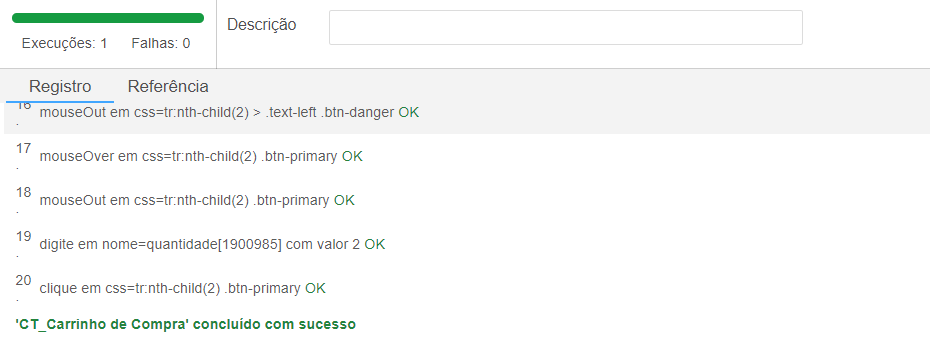 Execuções: 1 Falhas: 0
Descrição
Registro Referência
16. mouseOut em css=tr:nth-child(2) > .text-left .btn-danger OK
17. mouseOver em css=tr:nth-child(2) .btn-primary OK
18. mouseOut em css=tr:nth-child(2) .btn-primary OK
19. digite em nome=quantidade[1900985] com valor 2 OK
20. clique em css=tr:nth-child(2) .btn-primary OK
'CT_Carrinho de Compra' concluído com sucesso